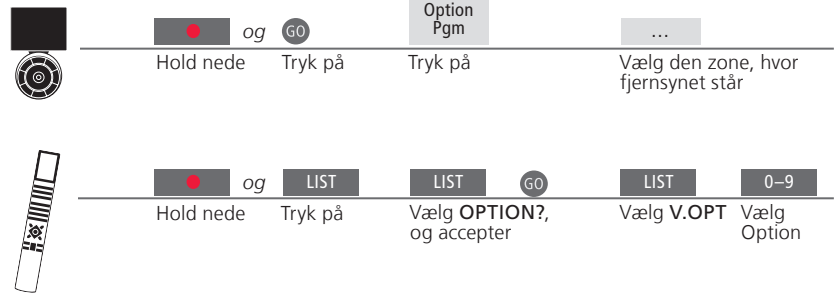 Option
Pgm
og GO ...
Hold nede Tryk på Tryk på Vælg den zone, hvor
fjernsynet står
og LIST LIST GO LIST 0–9
Hold nede Tryk på Vælg OPTION?, Vælg V.OPT Vælg
og accepter Option